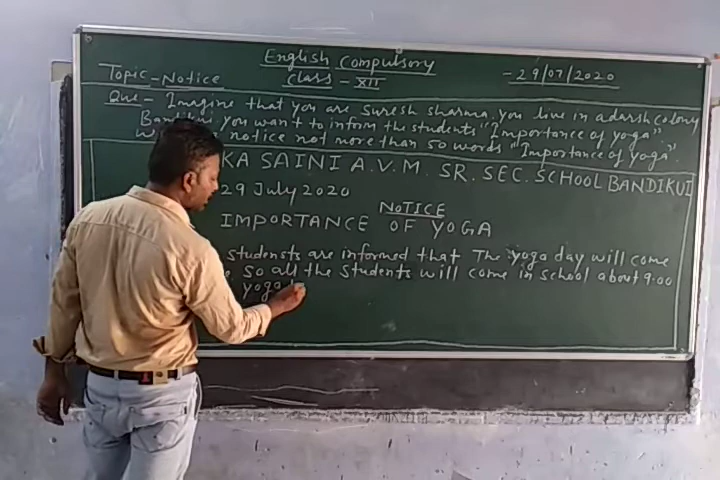 English Compulsory
Class - XII
- 29/07/2020
Topic - Notice
Que - Imagine that you are Suresh Sharma. You live in adarsh colony
Bandikui you want to inform the students "Importance of yoga"
notice not more than 50 words "Importance of yoga".
KA SAINI A.V.M. SR. SEC. SCHOOL BANDIKUI
29 July 2020
NOTICE
IMPORTANCE OF YOGA
students are informed that The yoga day will come
so all the students will come in school about 9.00
yoga